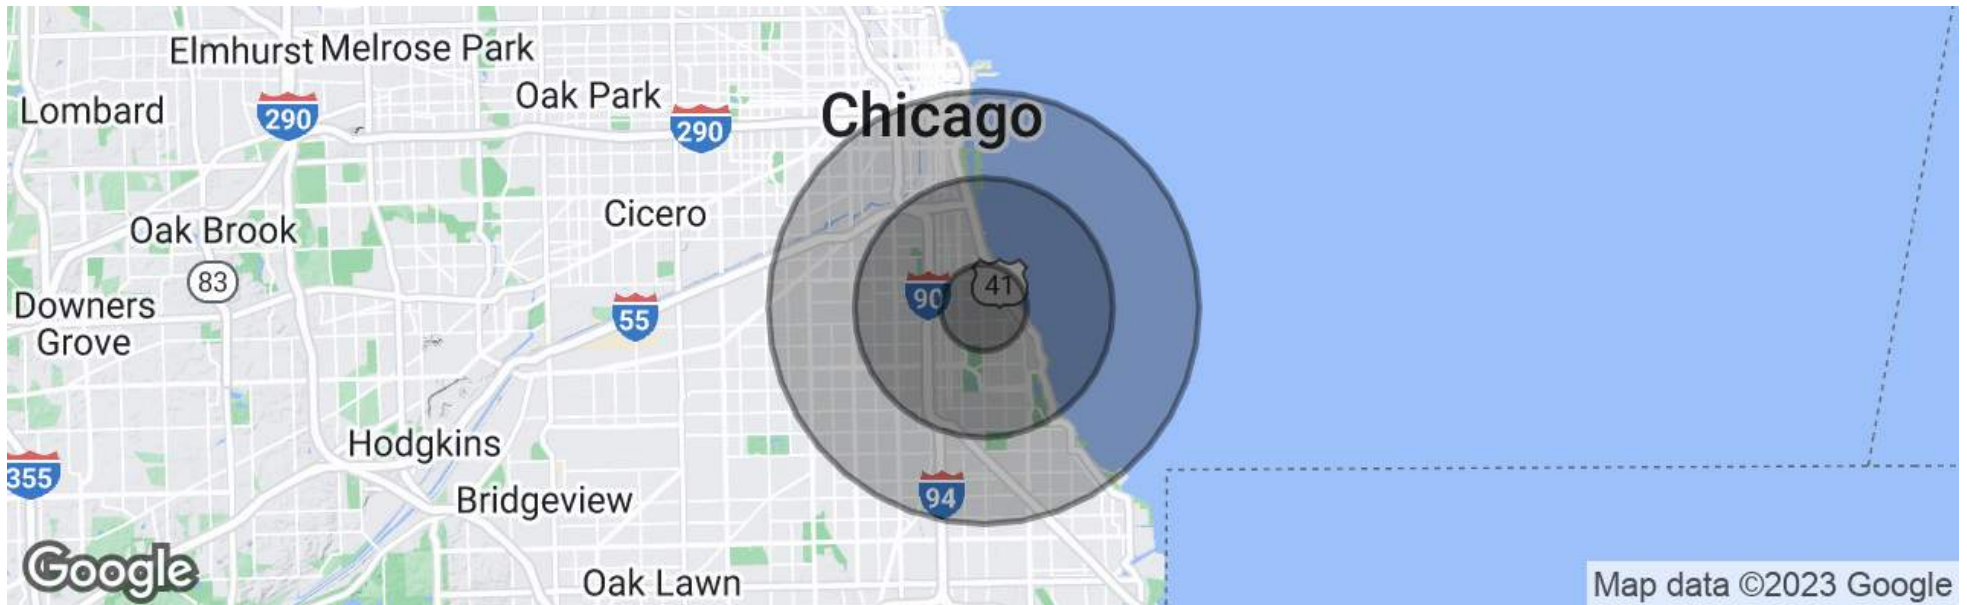 Elmhurst
Melrose Park
Oak Park
Lombard
290
290
Chicago
Cicero
Oak Brook
83
41
90
Downers
Grove
55
Hodgkins
355
Bridgeview
94
Google
Oak Lawn
Map data ©2023 Google